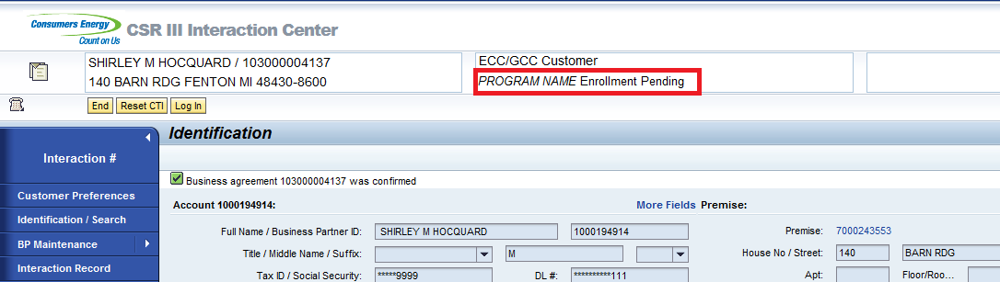 Consumers Energy
Count on Us
CSR III Interaction Center
SHIRLEY M HOCQUARD / 103000004137
140 BARN RDG FENTON MI 48430-8600
ECC/GCC Customer
PROGRAM NAME Enrollment Pending
End Reset CTI Log In
Identification
Interaction #
Customer Preferences
Identification / Search
BP Maintenance
Interaction Record
Business agreement 103000004137 was confirmed
Account 1000194914: More Fields Premise:
Full Name / Business Partner ID: SHIRLEY M HOCQUARD 1000194914 Premise: 7000243553
Title / Middle Name / Suffix: M House No / Street: 140 BARN RDG
Tax ID / Social Security: *****9999 DL #: **********111 Apt: Floor/Roo...